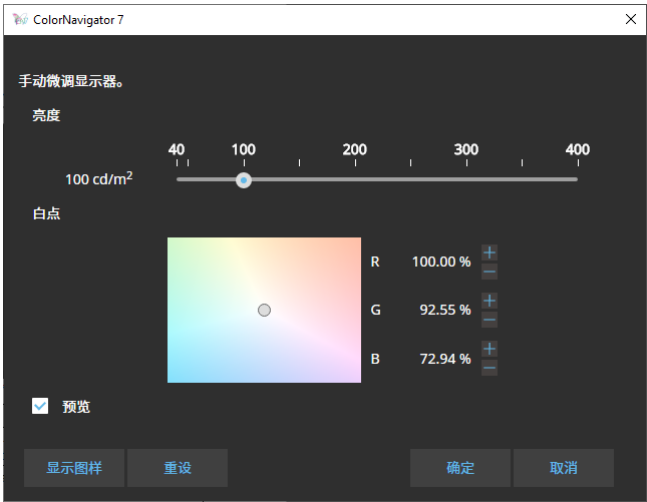 ColorNavigator 7
手动微调显示器。
亮度
40 100 200 300 400
100 cd/m²
白点
R 100.00 %
G 92.55 %
B 72.94 %
预览
显示图样 重设 确定 取消